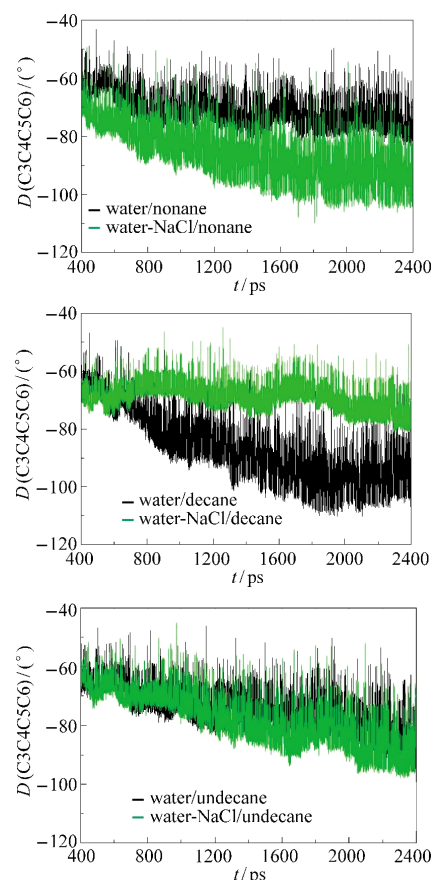 −40
−60
−80
−100
−120
D(C3C4C5C6)/(°)
water/nonane
water-NaCl/nonane
400 800 1200 1600 2000 2400
t/ps
−40
−60
−80
−100
−120
D(C3C4C5C6)/(°)
water/decane
water-NaCl/decane
400 800 1200 1600 2000 2400
t/ps
−40
−60
−80
−100
−120
D(C3C4C5C6)/(°)
water/undecane
water-NaCl/undecane
400 800 1200 1600 2000 2400
t/ps